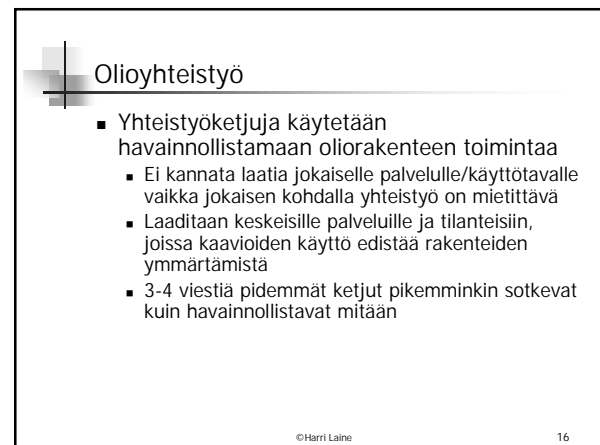 Olioyhteistyö
▪ Yhteistyöketjuja käytetään
havainnollistamaan oliorakenteen toimintaa
▪ Ei kannata laatia jokaiselle palvelulle/käyttötavalle
vaikka jokaisen kohdalla yhteistyö on mietittävä
▪ Laaditaan keskeisille palveluille ja tilanteisiin,
joissa kaavioiden käyttö edistää rakenteiden
ymmärtämistä
▪ 3-4 viestiä pidemmät ketjut pikemminkin sotkevat
kuin havainnollistavat mitään
©Harri Laine
16